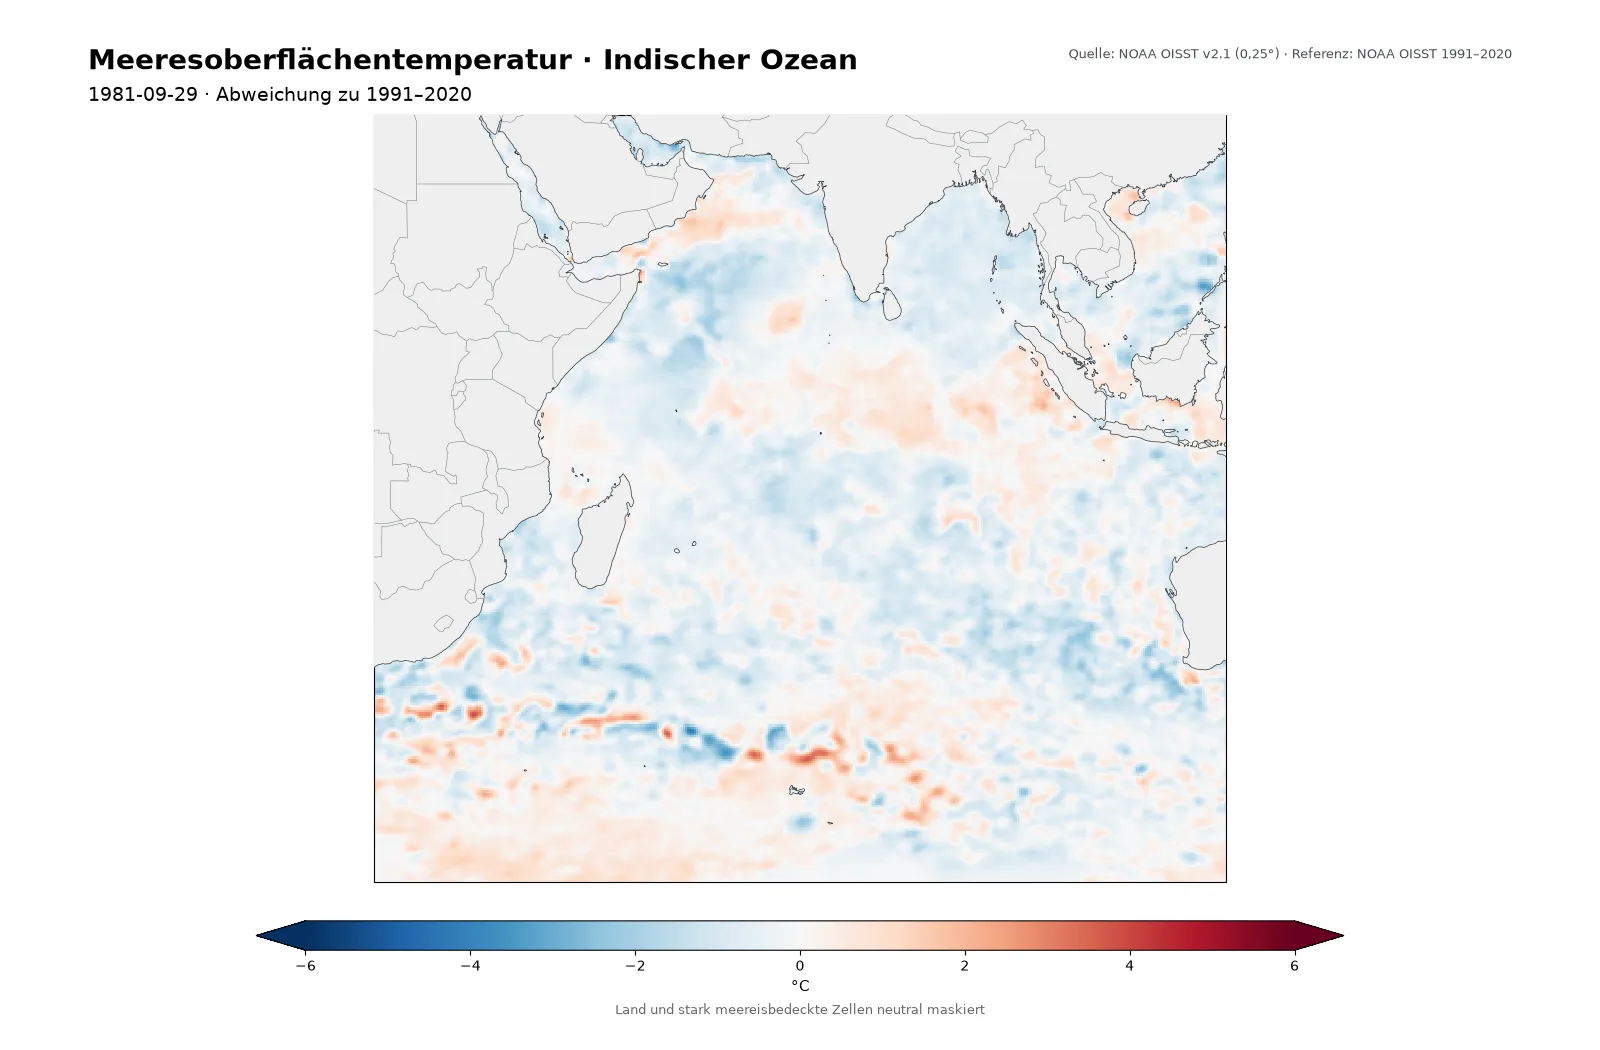 Meeresoberflächentemperatur · Indischer Ozean
Quelle: NOAA OISST v2.1 (0,25°) · Referenz: NOAA OISST 1991–2020
1981-09-29 · Abweichung zu 1991–2020
−6 −4 −2 0 2 4 6
°C
Land und stark meereisbedeckte Zellen neutral maskiert